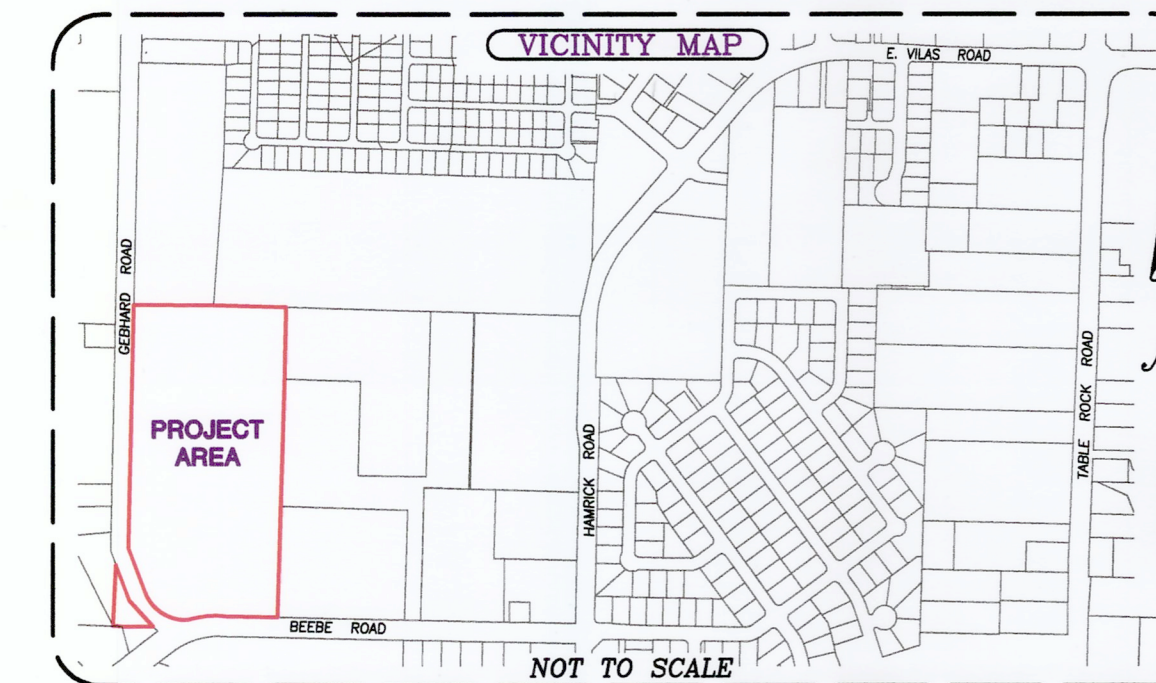 VICINITY MAP
E. VILAS ROAD
GEBHARD ROAD
TABLE ROCK ROAD
PROJECT
AREA
HAMRICK ROAD
BEEBE ROAD
NOT TO SCALE